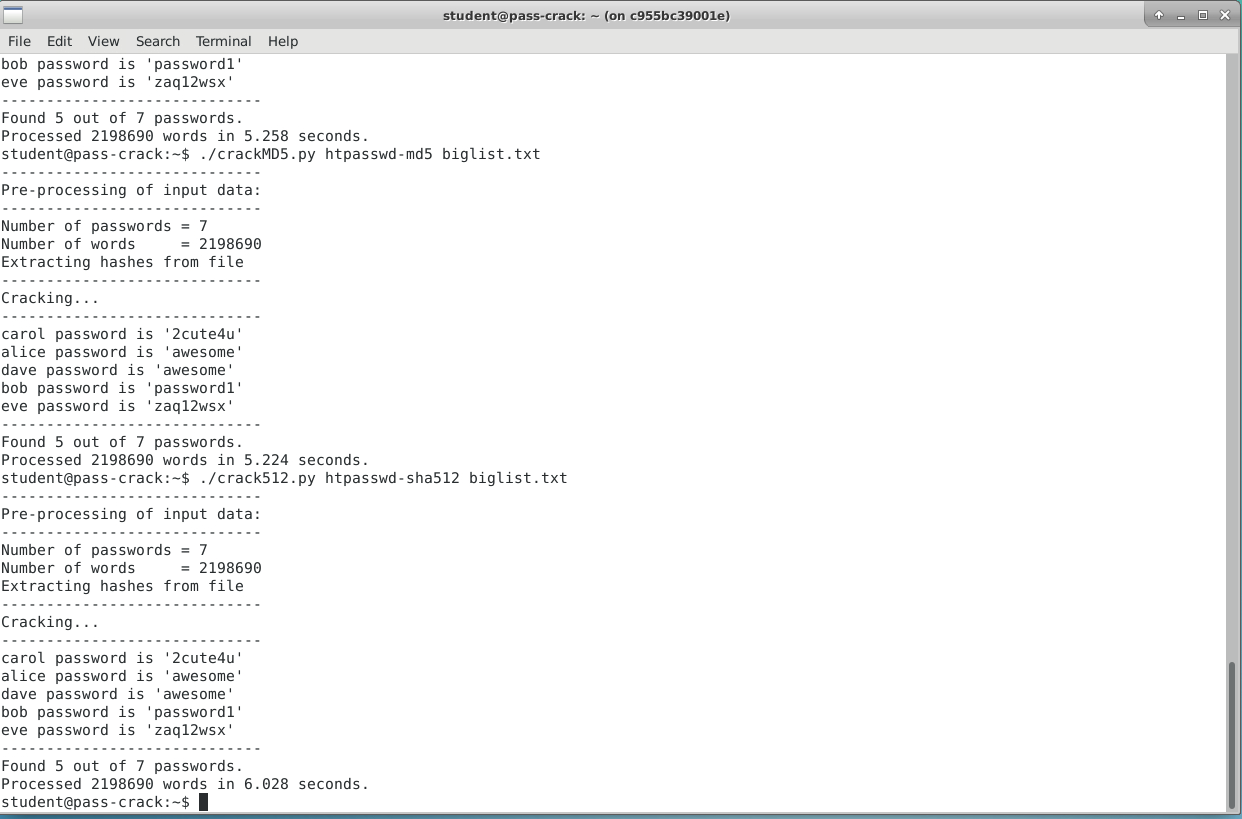 student@pass-crack: ~ (on c955bc39001e)
File Edit View Search Terminal Help
bob password is 'password1'
eve password is 'zaq12wsx'
-----------------------------
Found 5 out of 7 passwords.
Processed 2198690 words in 5.258 seconds.
student@pass-crack:~$ ./crackMD5.py htpasswd-md5 biglist.txt
-----------------------------
Pre-processing of input data:
-----------------------------
Number of passwords = 7
Number of words     = 2198690
Extracting hashes from file
-----------------------------
Cracking...
-----------------------------
carol password is '2cute4u'
alice password is 'awesome'
dave password is 'awesome'
bob password is 'password1'
eve password is 'zaq12wsx'
-----------------------------
Found 5 out of 7 passwords.
Processed 2198690 words in 5.224 seconds.
student@pass-crack:~$ ./crack512.py htpasswd-sha512 biglist.txt
-----------------------------
Pre-processing of input data:
-----------------------------
Number of passwords = 7
Number of words     = 2198690
Extracting hashes from file
-----------------------------
Cracking...
-----------------------------
carol password is '2cute4u'
alice password is 'awesome'
dave password is 'awesome'
bob password is 'password1'
eve password is 'zaq12wsx'
-----------------------------
Found 5 out of 7 passwords.
Processed 2198690 words in 6.028 seconds.
student@pass-crack:~$